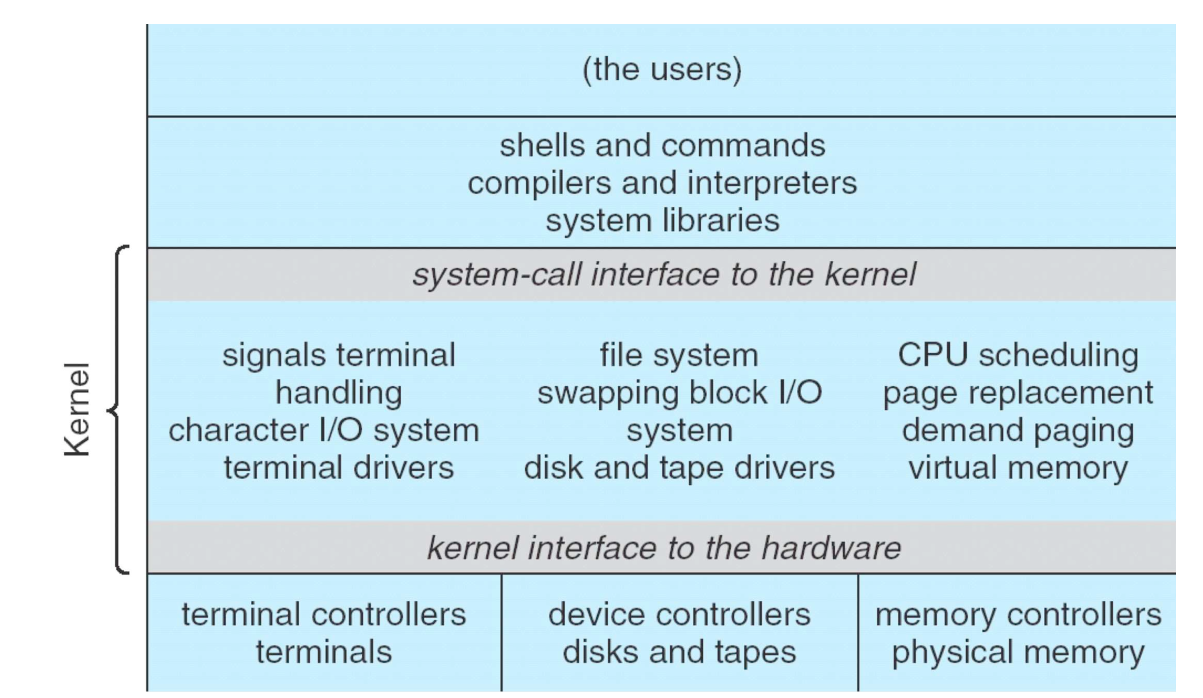 (the users)
shells and commands
compilers and interpreters
system libraries
system-call interface to the kernel
Kernel
signals terminal
handling
character I/O system
terminal drivers
file system
swapping block I/O
system
disk and tape drivers
CPU scheduling
page replacement
demand paging
virtual memory
kernel interface to the hardware
terminal controllers
terminals
device controllers
disks and tapes
memory controllers
physical memory